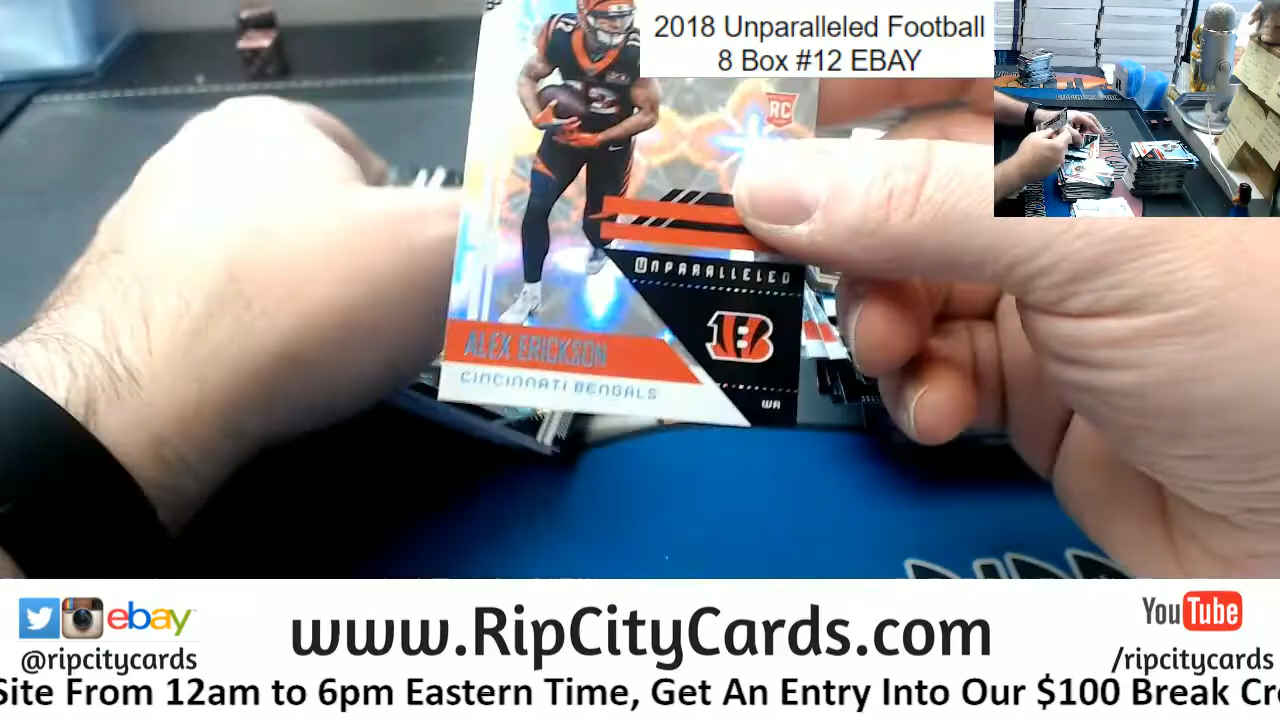 2018 Unparalleled Football
8 Box #12 EBAY
RC
UNPARALLELED
ALEX ERICKSON
CINCINNATI BENGALS
WR
ebay
@ripcitycards
www.RipCityCards.com
YouTube
/ripcitycards
Site From 12am to 6pm Eastern Time, Get An Entry Into Our $100 Break Cr